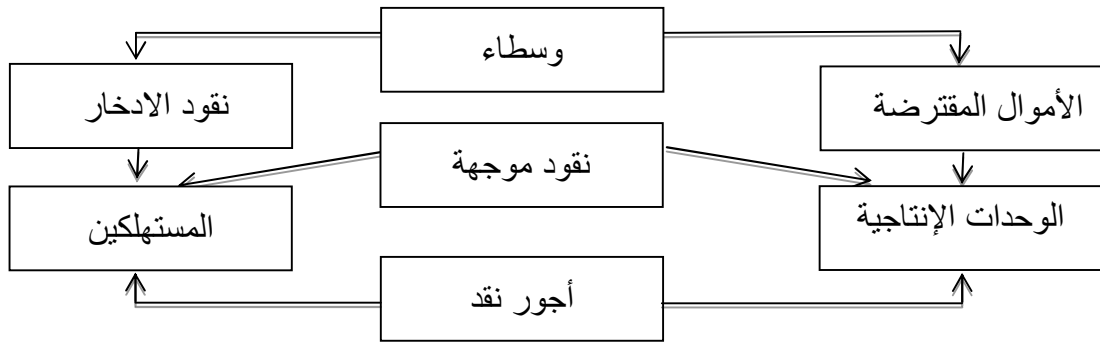 وسطاء
الأموال المقترضة
نقود الادخار
نقود موجهة
الوحدات الإنتاجية
المستهلكين
أجور نقد